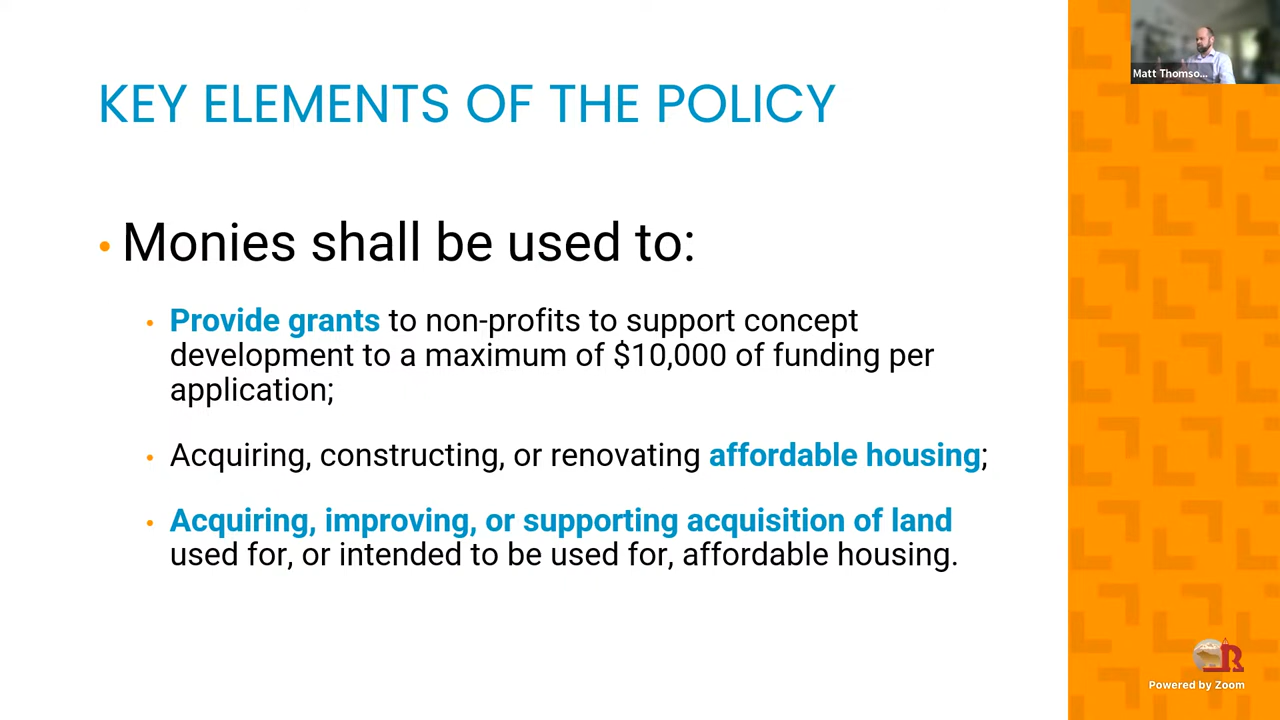 KEY ELEMENTS OF THE POLICY
Matt Thomso...
• Monies shall be used to:
• Provide grants to non-profits to support concept
development to a maximum of $10,000 of funding per
application;
• Acquiring, constructing, or renovating affordable housing;
• Acquiring, improving, or supporting acquisition of land
used for, or intended to be used for, affordable housing.
R
Powered by Zoom